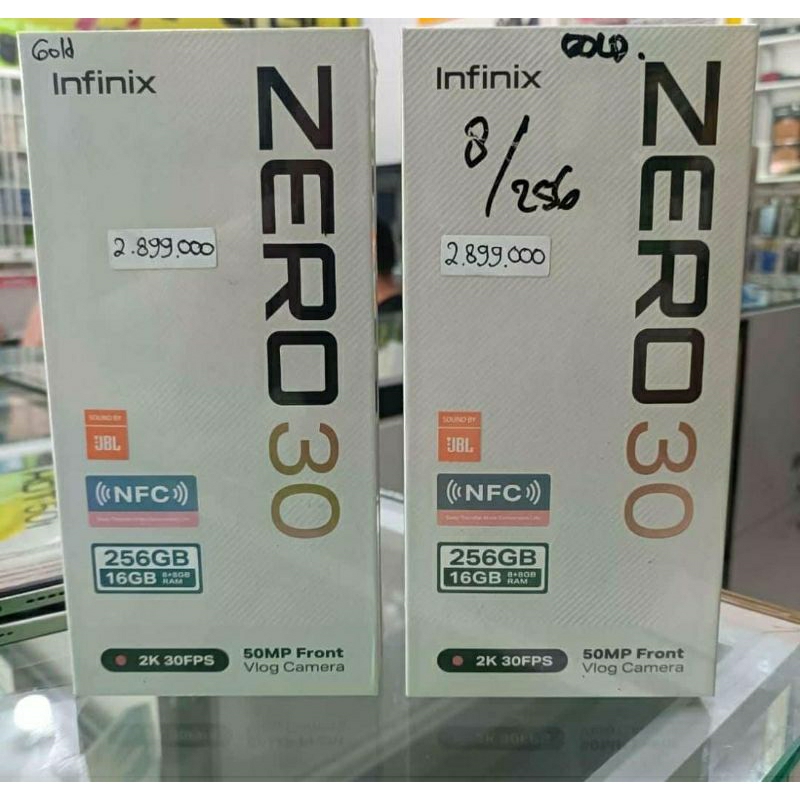 Gold
Infinix
ZERO30
2.899.000
SOUND BY
JBL
NFC
256GB
16GB 8+8GB RAM
2K 30FPS
50MP Front
Vlog Camera
GOLD.
Infinix
8/256
ZERO30
2.899.000
SOUND BY
JBL
NFC
256GB
16GB 8+8GB RAM
2K 30FPS
50MP Front
Vlog Camera